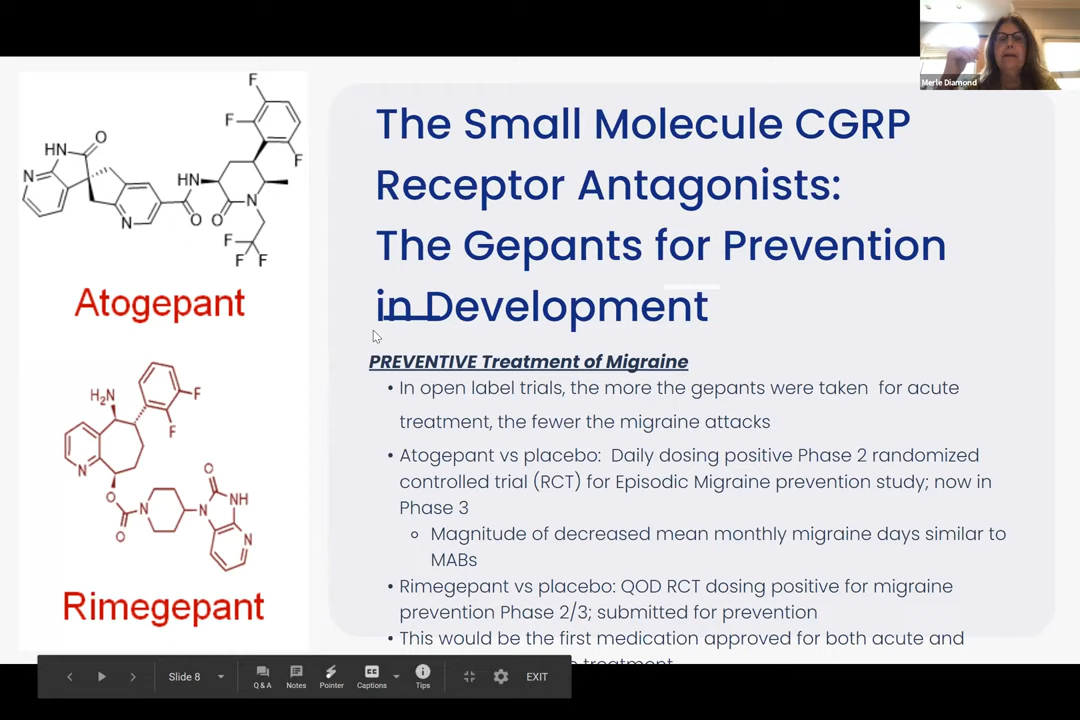 Merle Diamond
The Small Molecule CGRP
Receptor Antagonists:
The Gepants for Prevention
in Development
PREVENTIVE Treatment of Migraine
• In open label trials, the more the gepants were taken for acute
treatment, the fewer the migraine attacks
• Atogepant vs placebo: Daily dosing positive Phase 2 randomized
controlled trial (RCT) for Episodic Migraine prevention study; now in
Phase 3
Magnitude of decreased mean monthly migraine days similar to
MABs
• Rimegepant vs placebo: QOD RCT dosing positive for migraine
prevention Phase 2/3; submitted for prevention
• This would be the first medication approved for both acute and
treatment
F
F
F
HN
O
N
HN
O
N
O
N
F
F
F
Atogepant
H₂N
F
F
N
O
O
N
O
N
NH
N
Rimegepant
Slide 8
Q & A
Notes
Pointer
Captions
Tips
EXIT